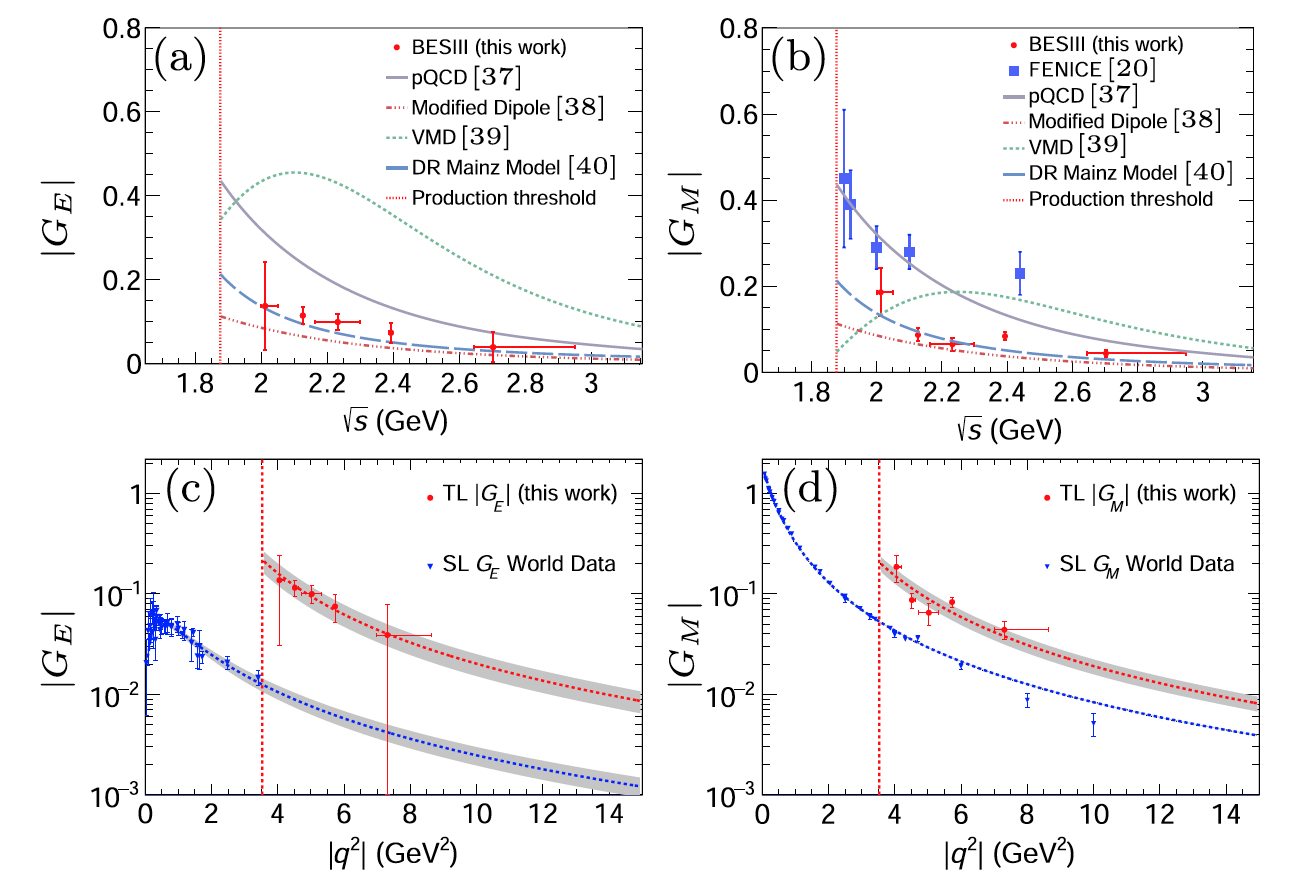 (a)
0.8
0.6
0.4
0.2
0
|G_E|
BESIII (this work)
pQCD [37]
Modified Dipole [38]
VMD [39]
DR Mainz Model [40]
Production threshold
1.8 2 2.2 2.4 2.6 2.8 3
√s (GeV)
(b)
0.8
0.6
0.4
0.2
0
|G_M|
BESIII (this work)
FENICE [20]
pQCD [37]
Modified Dipole [38]
VMD [39]
DR Mainz Model [40]
Production threshold
1.8 2 2.2 2.4 2.6 2.8 3
√s (GeV)
(c)
1
10⁻¹
10⁻²
10⁻³
|G_E|
TL |G_E| (this work)
SL G_E World Data
0 2 4 6 8 10 12 14
|q²| (GeV²)
(d)
1
10⁻¹
10⁻²
10⁻³
|G_M|
TL |G_M| (this work)
SL G_M World Data
0 2 4 6 8 10 12 14
|q²| (GeV²)